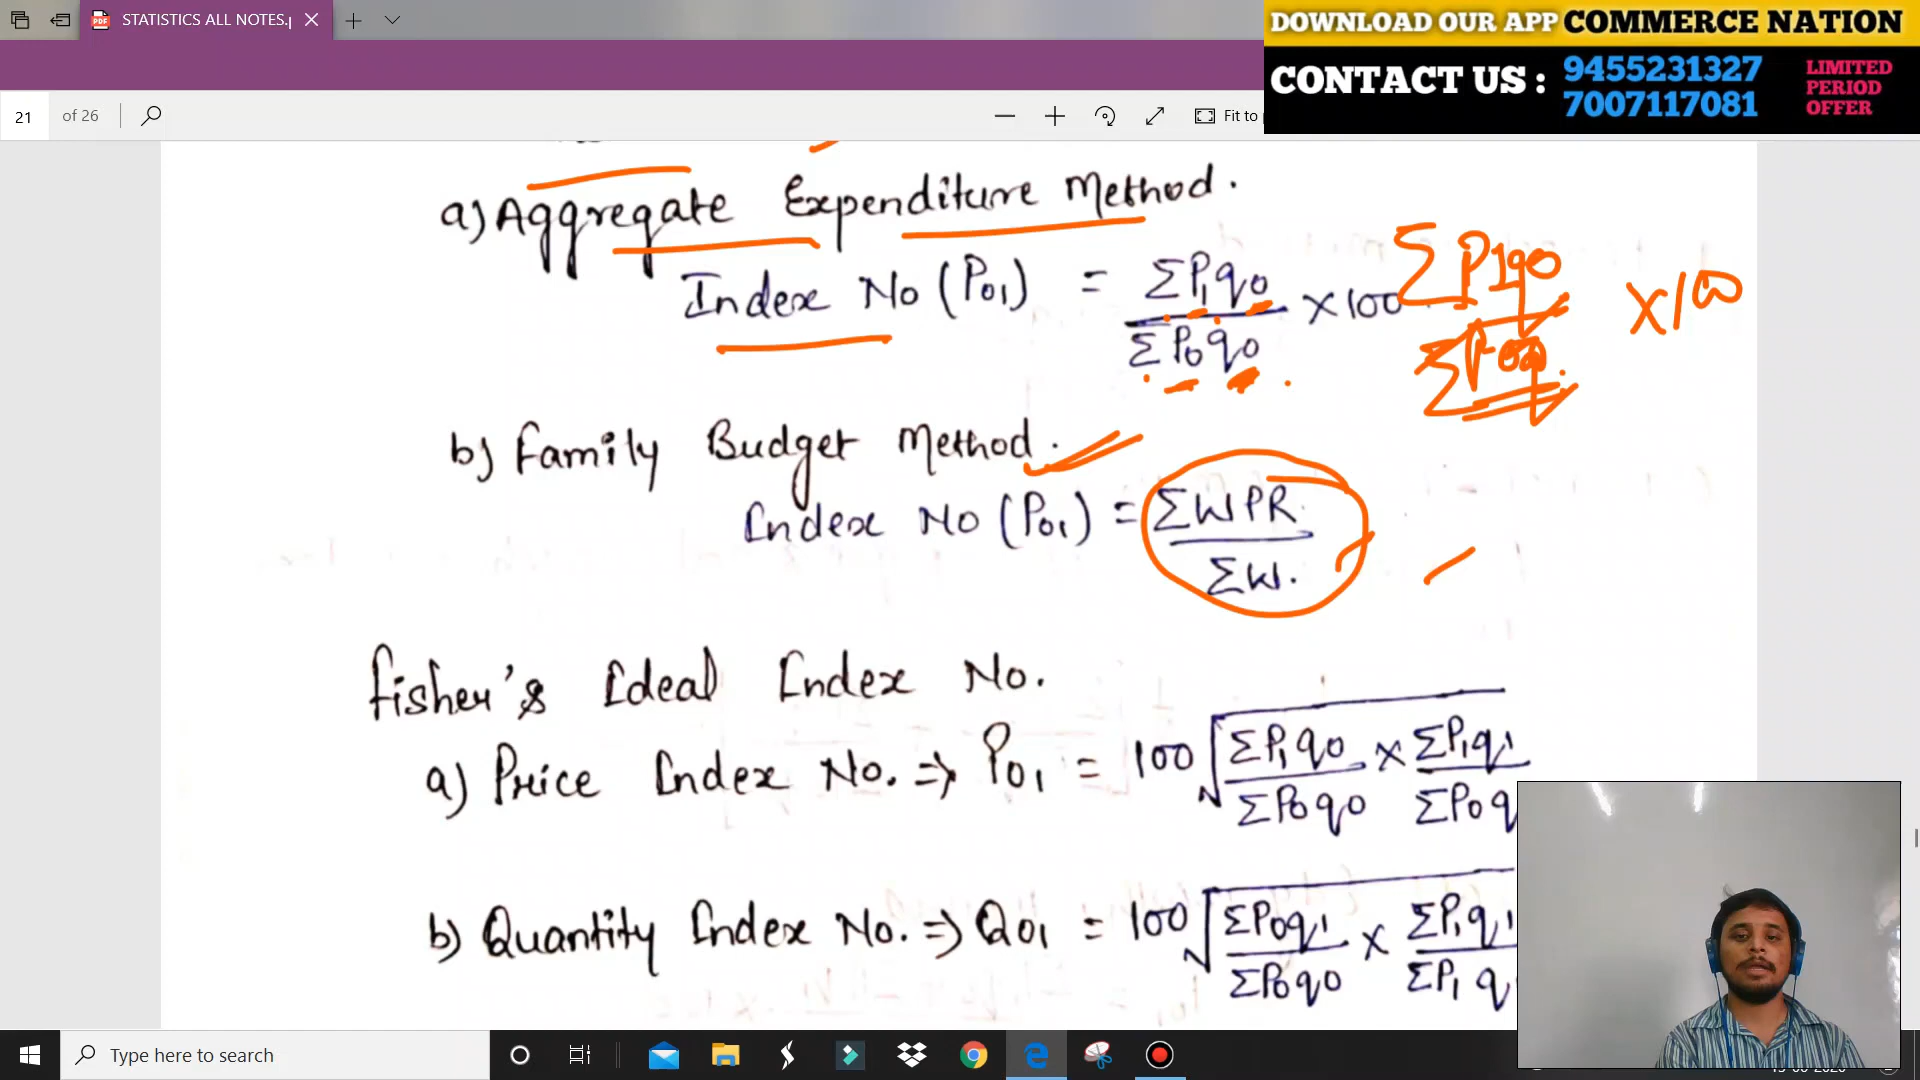 STATISTICS ALL NOTES.p
DOWNLOAD OUR APP COMMERCE NATION
CONTACT US : 9455231327
7007117081
LIMITED
PERIOD
OFFER
21 of 26
Fit to
a) Aggregate Expenditure Method.
Index No (P01) = ΣP1q0 / ΣP0q0 × 100
ΣP1q0 / ΣP0q0 ×100
b) Family Budget Method.
Index No (P01) = ΣWPR / ΣW.
Fisher's Ideal Index No.
a) Price Index No. ⇒ P01 = 100 √ ΣP1q0 / ΣP0q0 × ΣP1q1 / ΣP0q
b) Quantity Index No. ⇒ Q01 = 100 √ ΣP0q1 / ΣP0q0 × ΣP1q1 / ΣP1q
Type here to search